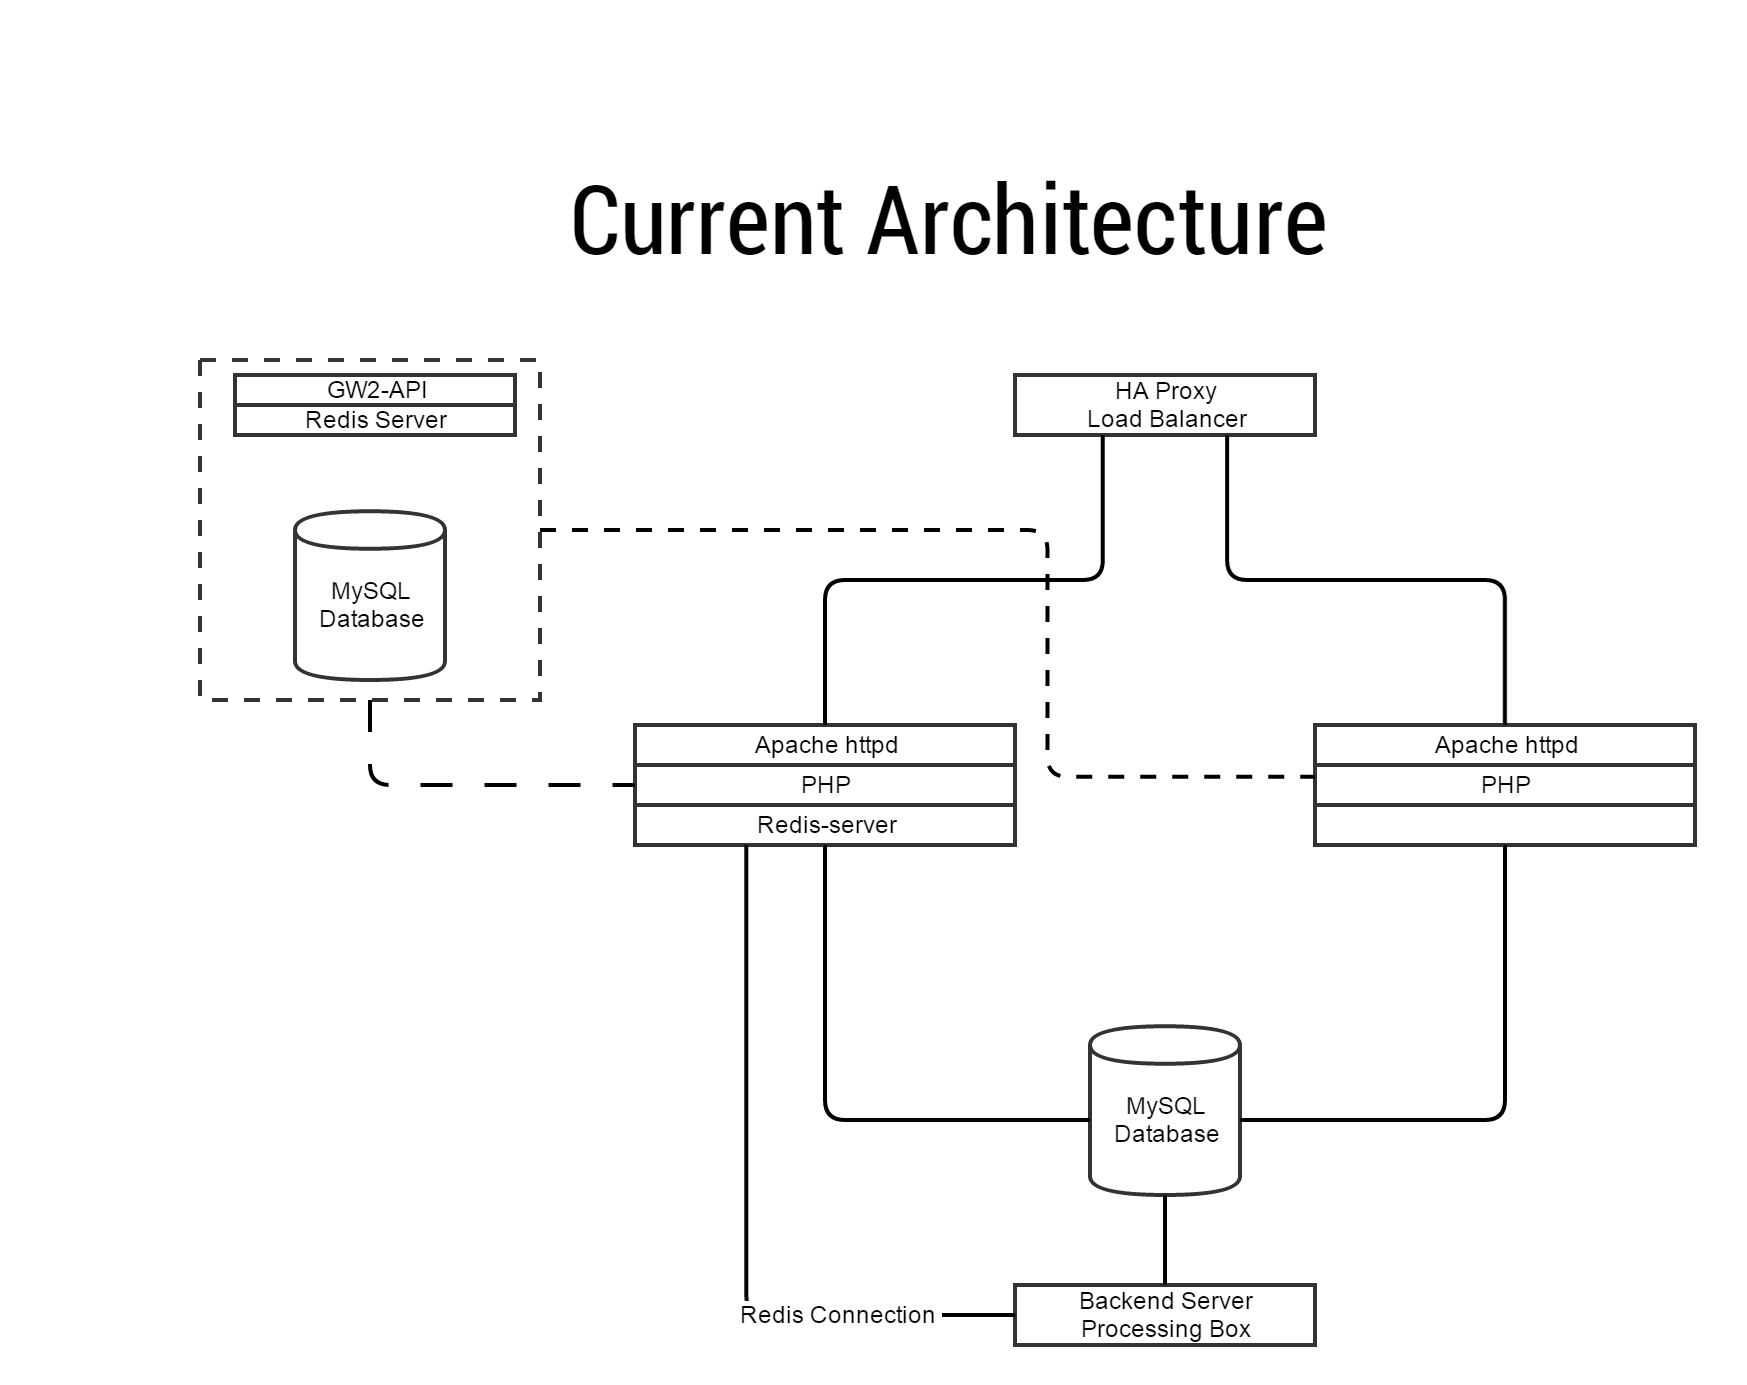 Current Architecture
GW2-API
Redis Server
HA Proxy
Load Balancer
MySQL
Database
Apache httpd
PHP
Redis-server
Apache httpd
PHP
MySQL
Database
Redis Connection
Backend Server
Processing Box